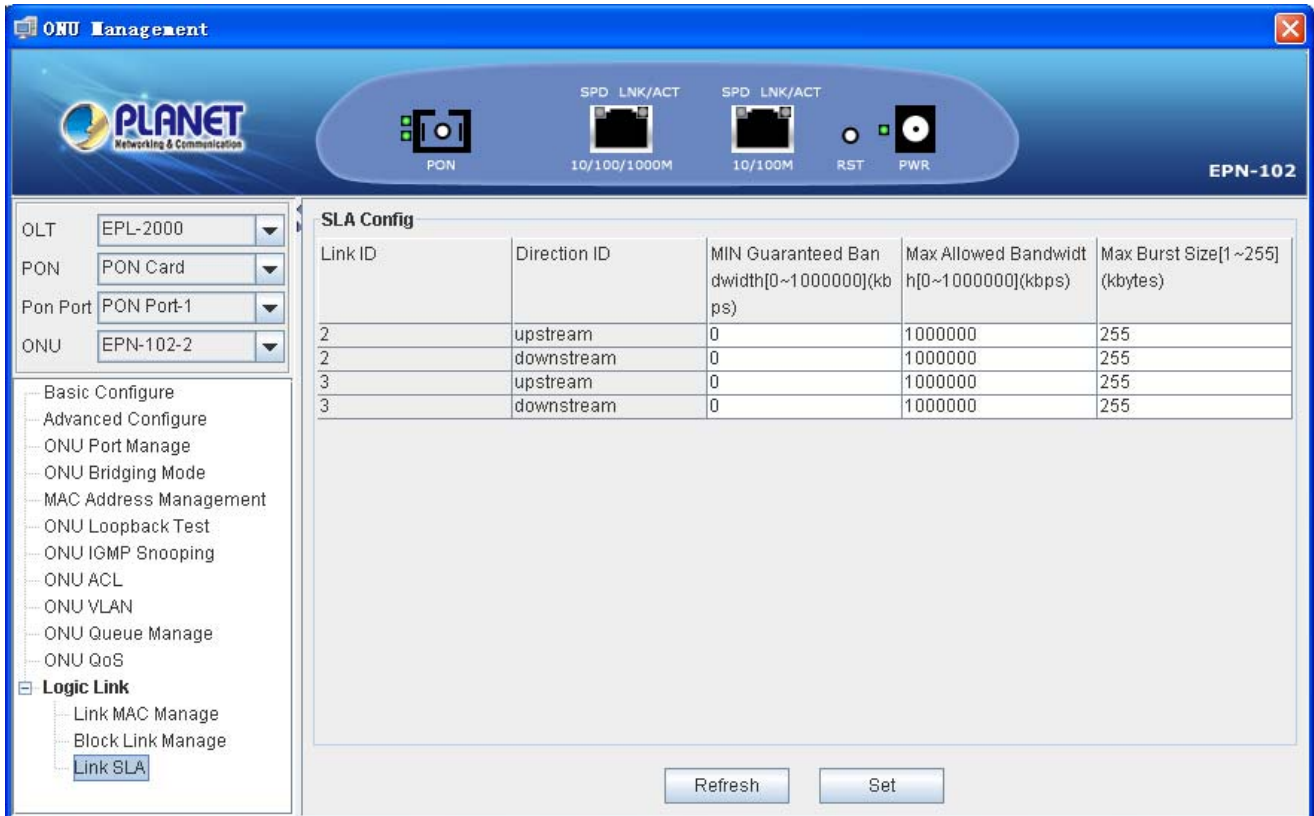 ONU Management
PLANET
Networking & Communication
SPD LNK/ACT
SPD LNK/ACT
PON
10/100/1000M
10/100M
RST
PWR
EPN-102
OLT EPL-2000
PON PON Card
Pon Port PON Port-1
ONU EPN-102-2
Basic Configure
Advanced Configure
ONU Port Manage
ONU Bridging Mode
MAC Address Management
ONU Loopback Test
ONU IGMP Snooping
ONU ACL
ONU VLAN
ONU Queue Manage
ONU QoS
Logic Link
Link MAC Manage
Block Link Manage
Link SLA
SLA Config
Link ID Direction ID MIN Guaranteed Ban Max Allowed Bandwidt Max Burst Size[1~255]
dwidth[0~1000000](kb h[0~1000000](kbps) (kbytes)
ps)
2 upstream 0 1000000 255
2 downstream 0 1000000 255
3 upstream 0 1000000 255
3 downstream 0 1000000 255
Refresh Set